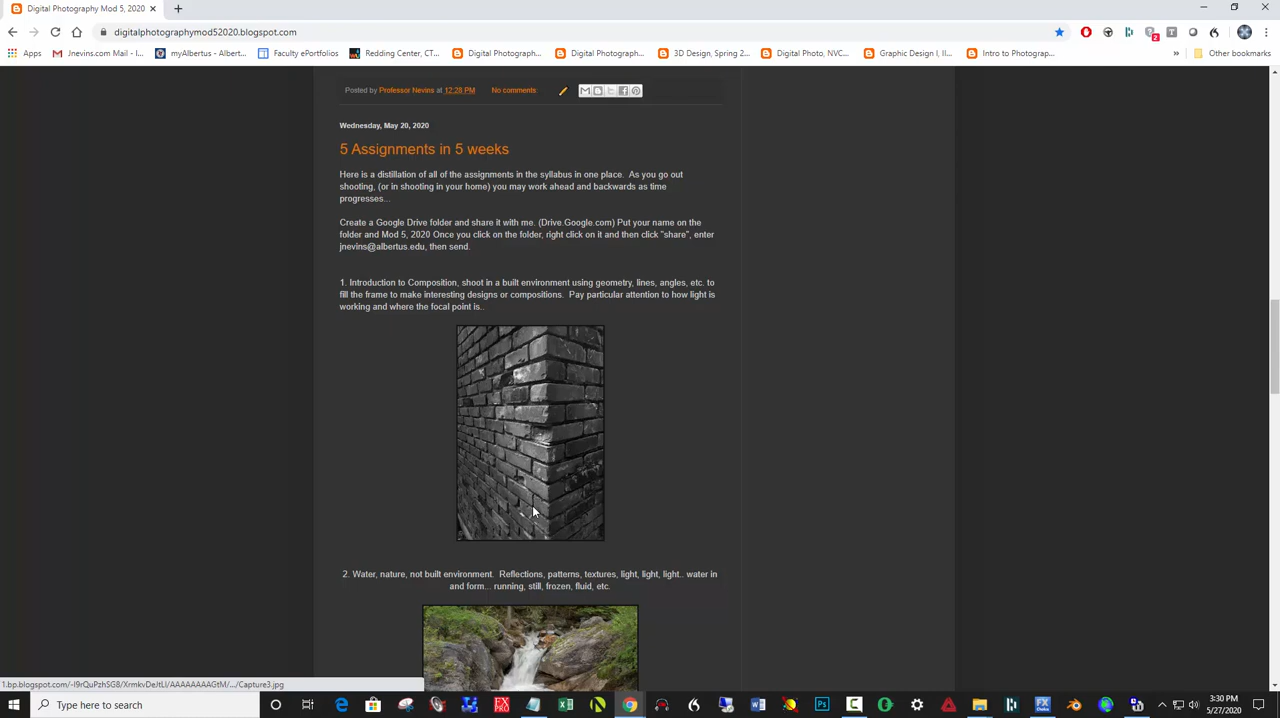 Digital Photography Mod 5, 2020
digitalphotographymod52020.blogspot.com
Apps
Jnevins.com Mail - I...
myAlbertus - Albert...
Faculty ePortfolios
Redding Center, CT...
Digital Photograph...
Digital Photograph...
3D Design, Spring 2...
Digital Photo, NVC...
Graphic Design I, II...
Intro to Photograp...
»
Other bookmarks
Posted by Professor Nevins at 12:28 PM No comments:
Wednesday, May 20, 2020
5 Assignments in 5 weeks
Here is a distillation of all of the assignments in the syllabus in one place. As you go out
shooting, (or in shooting in your home) you may work ahead and backwards as time
progresses...
Create a Google Drive folder and share it with me. (Drive.Google.com) Put your name on the
folder and Mod 5, 2020 Once you click on the folder, right click on it and then click "share", enter
jnevins@albertus.edu, then send.
1. Introduction to Composition, shoot in a built environment using geometry, lines, angles, etc. to
fill the frame to make interesting designs or compositions. Pay particular attention to how light is
working and where the focal point is..
2. Water, nature, not built environment. Reflections, patterns, textures, light, light, light.. water in
and form... running, still, frozen, fluid, etc.
Type here to search
3:30 PM
5/27/2020